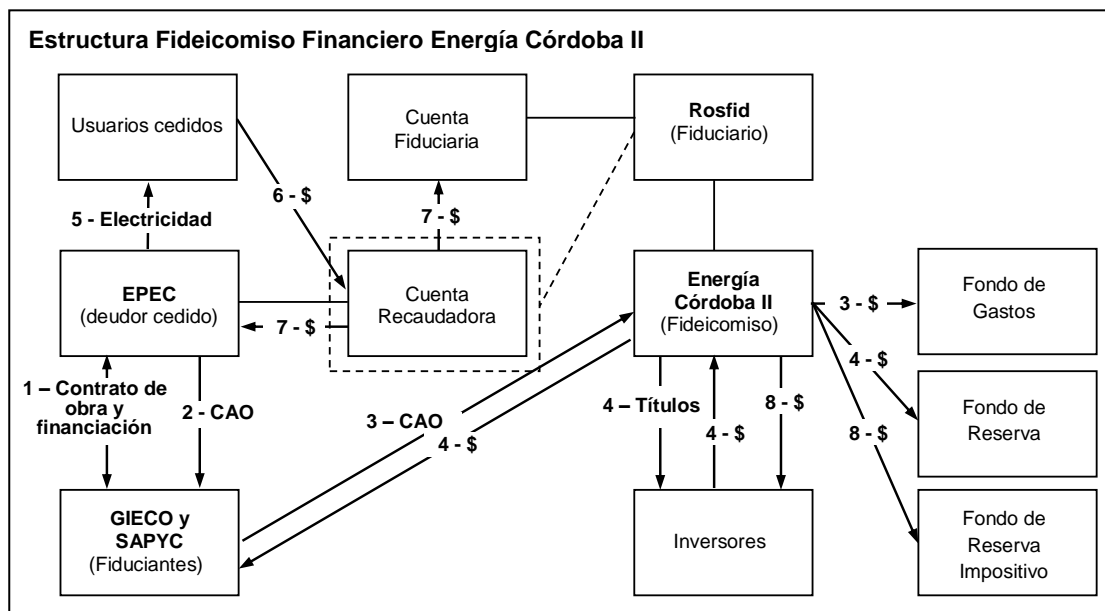 Estructura Fideicomiso Financiero Energía Córdoba II
Usuarios cedidos
Cuenta
Fiduciaria
Rosfid
(Fiduciario)
6 - $
5 - Electricidad
7 - $
EPEC
(deudor cedido)
Cuenta
Recaudadora
Energía
Córdoba II
(Fideicomiso)
Fondo de
Gastos
3 - $
7 - $
4 - $
1 – Contrato de
obra y
financiación
2 - CAO
3 – CAO
4 - $
4 – Títulos
4 - $
8 - $
8 - $
Fondo de
Reserva
GIECO y
SAPYC
(Fiduciantes)
Inversores
Fondo de
Reserva
Impositivo